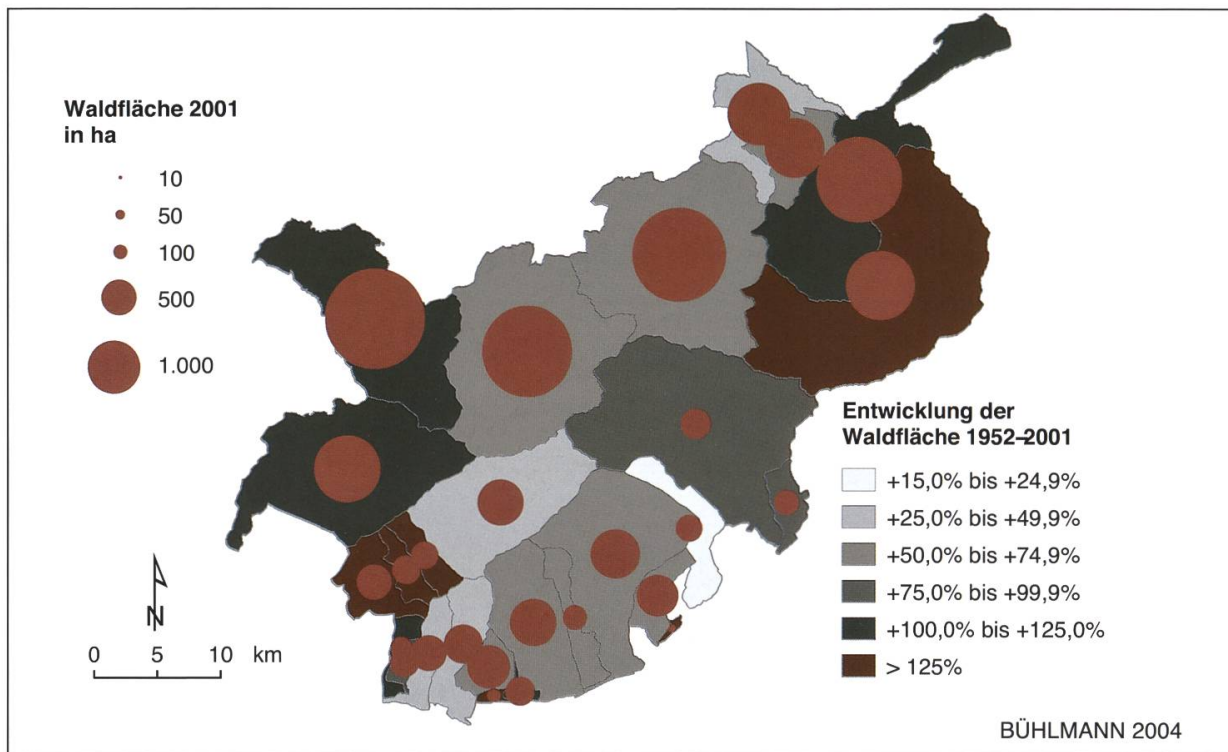 Waldfläche 2001
in ha
10
50
100
500
1.000
N
0 5 10 km
Entwicklung der
Waldfläche 1952–2001
+15,0% bis +24,9%
+25,0% bis +49,9%
+50,0% bis +74,9%
+75,0% bis +99,9%
+100,0% bis +125,0%
> 125%
BÜHLMANN 2004